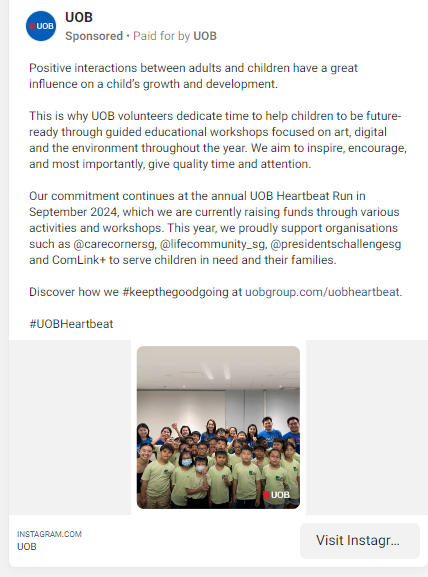 UOB
UOB
Sponsored • Paid for by UOB
Positive interactions between adults and children have a great
influence on a child's growth and development.
This is why UOB volunteers dedicate time to help children to be future-
ready through guided educational workshops focused on art, digital
and the environment throughout the year. We aim to inspire, encourage,
and most importantly, give quality time and attention.
Our commitment continues at the annual UOB Heartbeat Run in
September 2024, which we are currently raising funds through various
activities and workshops. This year, we proudly support organisations
such as @carecornersg, @lifecommunity_sg, @presidentschallengesg
and ComLink+ to serve children in need and their families.
Discover how we #keepthegoodgoing at uobgroup.com/uobheartbeat.
#UOBHeartbeat
UOB
INSTAGRAM.COM
UOB
Visit Instagr...